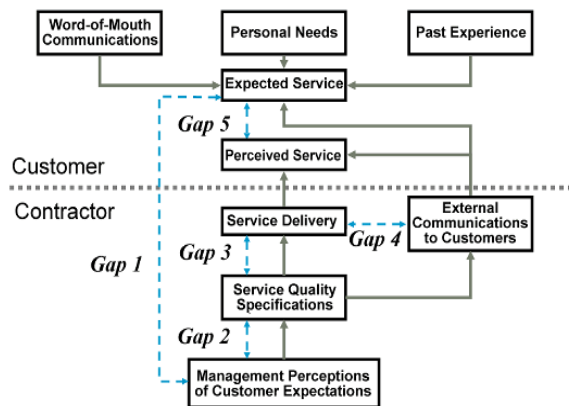 Word-of-Mouth
Communications
Personal Needs
Past Experience
Expected Service
Gap 5
Perceived Service
Customer
Contractor
Service Delivery
External
Communications
to Customers
Gap 4
Gap 1
Gap 3
Service Quality
Specifications
Gap 2
Management Perceptions
of Customer Expectations